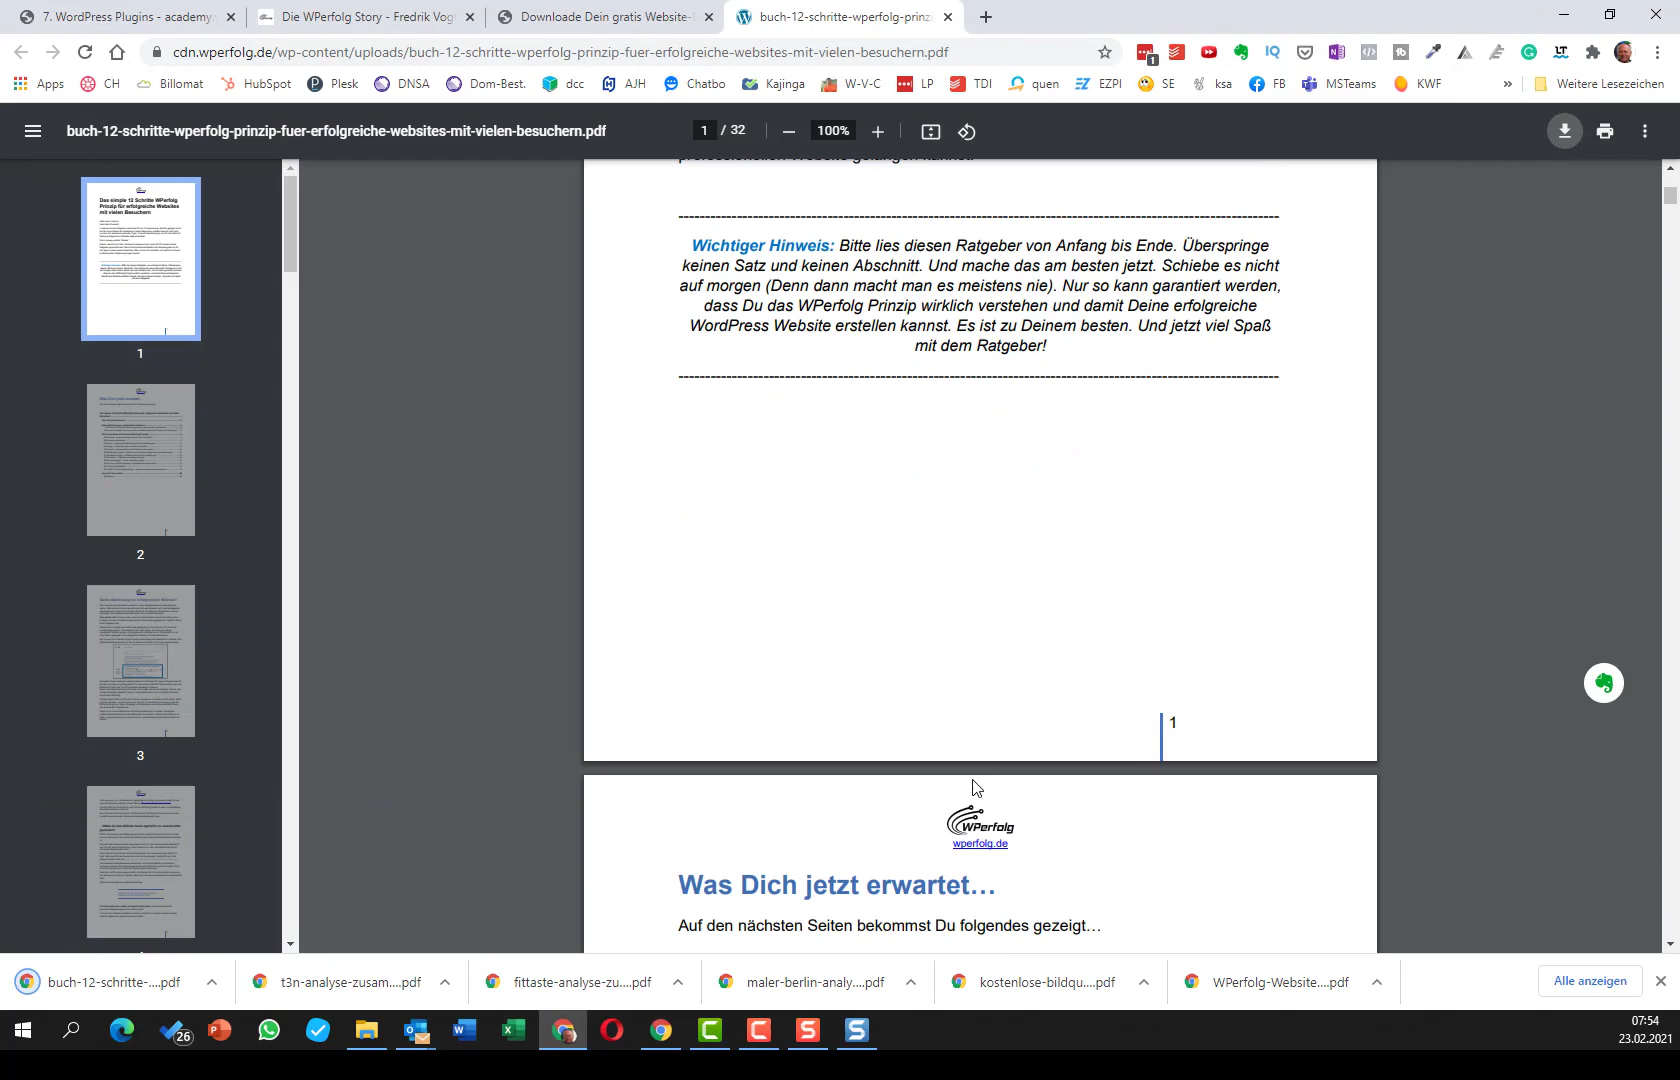 7. WordPress Plugins - academy.
Die WPerfolg Story - Fredrik Vogt
Downloade Dein gratis Website-
buch-12-schritte-wperfolg-prinzi
cdn.wperfolg.de/wp-content/uploads/buch-12-schritte-wperfolg-prinzip-fuer-erfolgreiche-websites-mit-vielen-besuchern.pdf
Apps CH Billomat HubSpot Plesk DNSA Dom-Best. dcc AJH Chatbo Kajinga W-V-C LP TDI quen EZPI SE ksa FB MSTeams KWF » Weitere Lesezeichen
buch-12-schritte-wperfolg-prinzip-fuer-erfolgreiche-websites-mit-vielen-besuchern.pdf
1 / 32
100%
Das simple 12 Schritte WPerfolg
Prinzip für erfolgreiche Websites
mit vielen Besuchern
1
2
3
Wichtiger Hinweis: Bitte lies diesen Ratgeber von Anfang bis Ende. Überspringe
keinen Satz und keinen Abschnitt. Und mache das am besten jetzt. Schiebe es nicht
auf morgen (Denn dann macht man es meistens nie). Nur so kann garantiert werden,
dass Du das WPerfolg Prinzip wirklich verstehen und damit Deine erfolgreiche
WordPress Website erstellen kannst. Es ist zu Deinem besten. Und jetzt viel Spaß
mit dem Ratgeber!
1
WPerfolg
wperfolg.de
Was Dich jetzt erwartet…
Auf den nächsten Seiten bekommst Du folgendes gezeigt…
buch-12-schritte-....pdf
t3n-analyse-zusam....pdf
fittaste-analyse-zu....pdf
maler-berlin-analy....pdf
kostenlose-bildqu....pdf
WPerfolg-Website....pdf
Alle anzeigen
26
07:54
23.02.2021